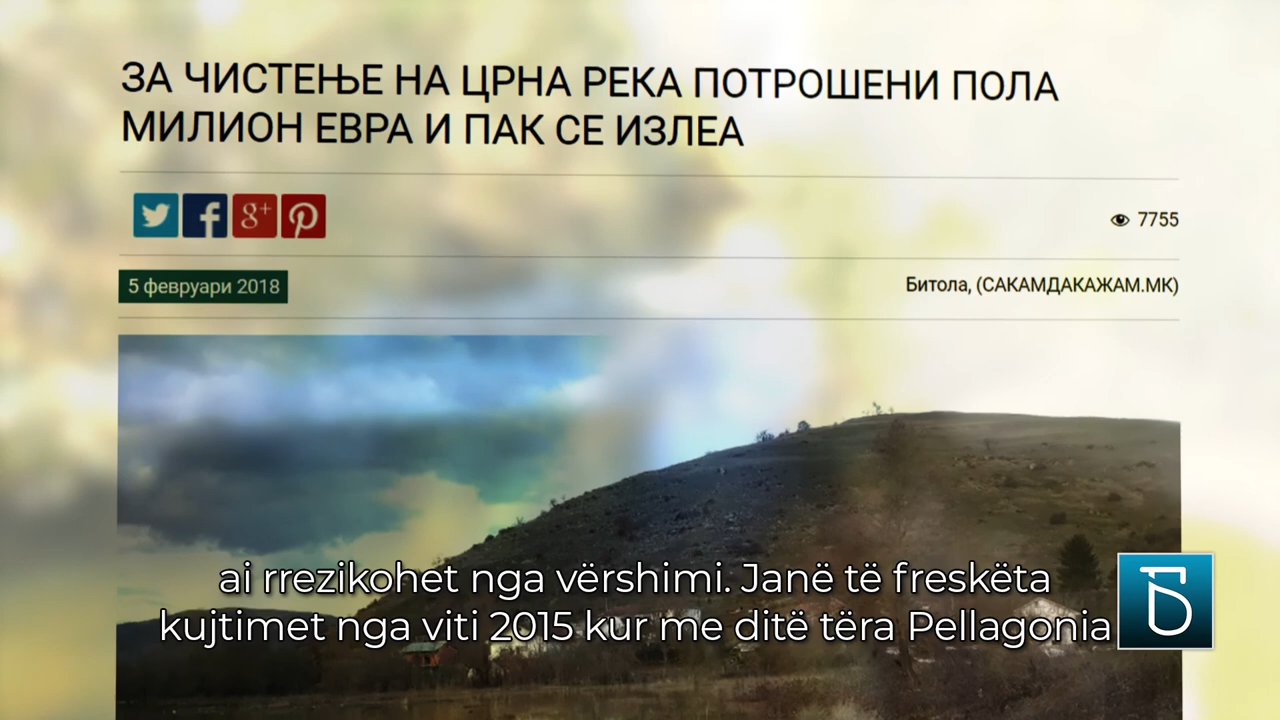 ЗА ЧИСТЕЊЕ НА ЦРНА РЕКА ПОТРОШЕНИ ПОЛА
МИЛИОН ЕВРА И ПАК СЕ ИЗЛЕА
7755
5 февруари 2018
Битола, (САКАМДАКАЖАМ.МК)
ai rrezikohet nga vërshimi. Janë të freskëta
kujtimet nga viti 2015 kur me ditë tëra Pellagonia